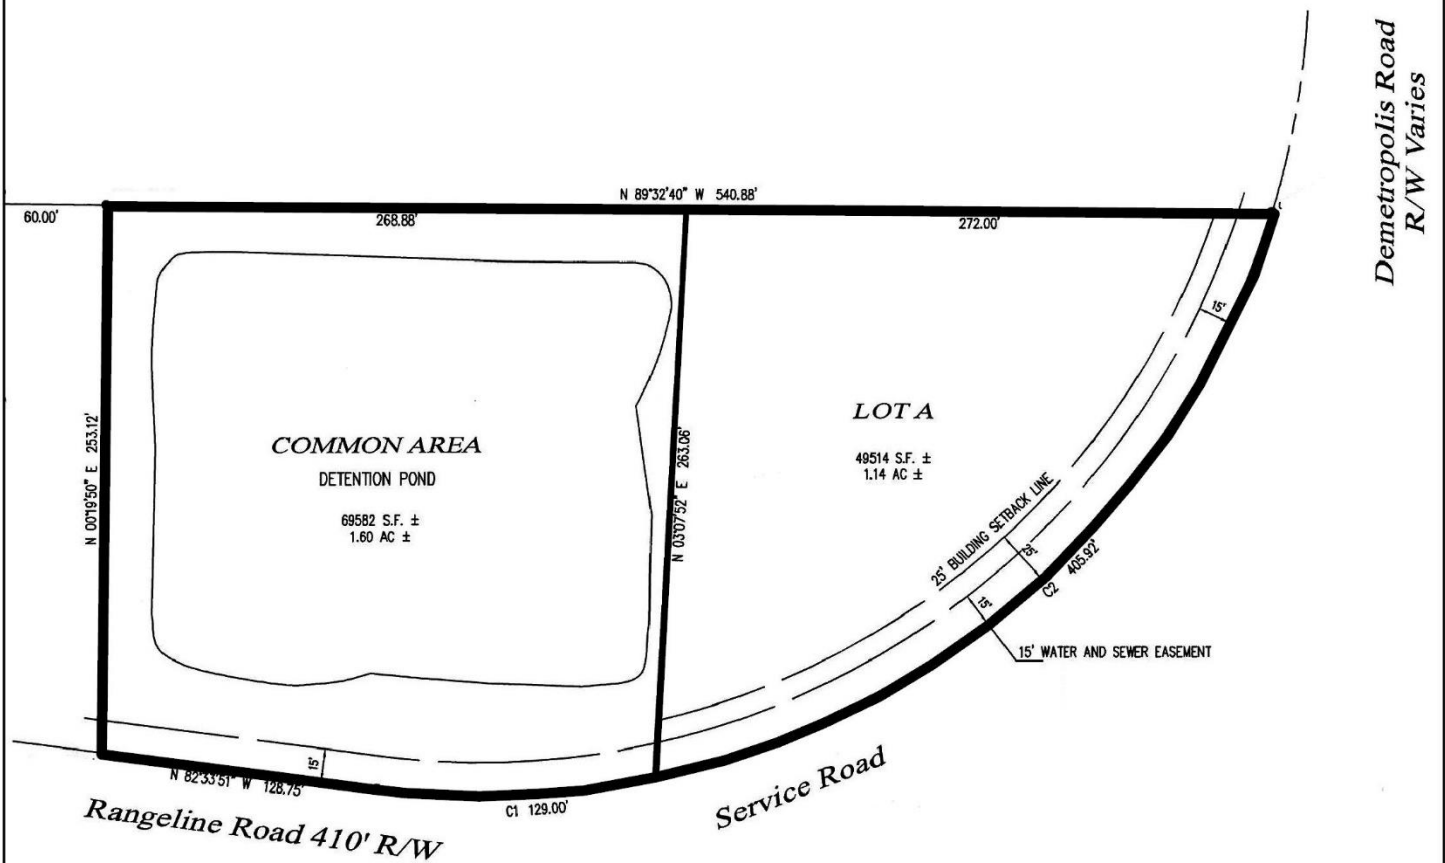 Demetropolis Road
R/W Varies
N 89°32'40" W 540.88'
60.00'
268.88'
272.00'
15'
LOT A
49514 S.F. ±
1.14 AC ±
COMMON AREA
DETENTION POND
69582 S.F. ±
1.60 AC ±
N 00°19'50" E 253.12'
N 03°07'52" E 263.06'
25' BUILDING SETBACK LINE
25'
C2 405.92'
15'
15' WATER AND SEWER EASEMENT
15'
N 82°33'51" W 128.75'
C1 129.00'
Service Road
Rangeline Road 410' R/W